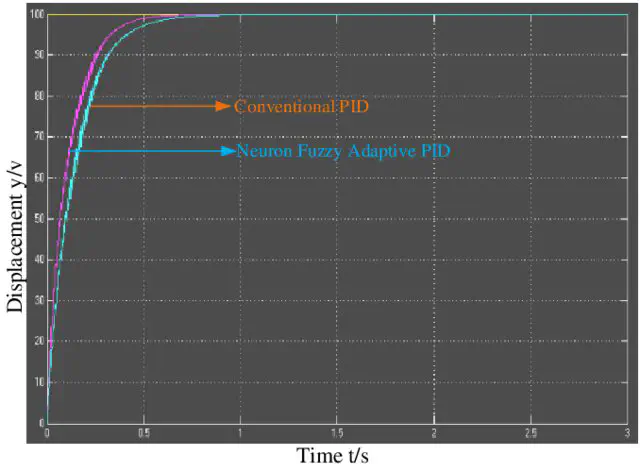 100
90
80
70
60
50
40
30
20
10
0
Conventional PID
Neuron Fuzzy Adaptive PID
Displacement y/v
0 0.5 1 1.5 2 2.5 3
Time t/s